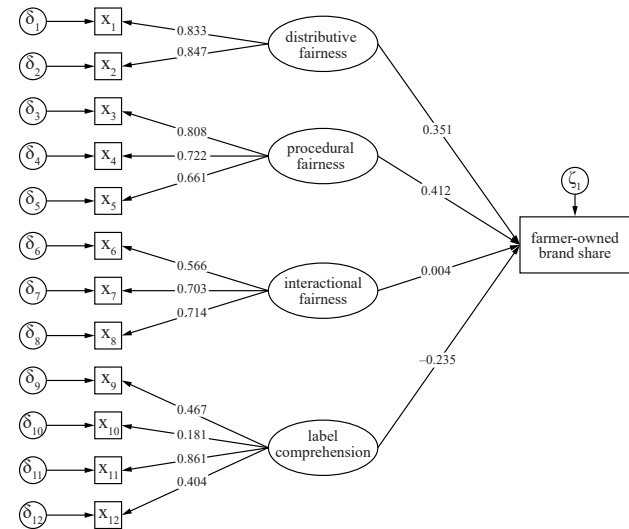 δ1
x1
0.833
distributive
fairness
δ2
x2
0.847
δ3
x3
0.808
δ4
x4
0.722
procedural
fairness
δ5
x5
0.661
δ6
x6
0.566
δ7
x7
0.703
interactional
fairness
δ8
x8
0.714
δ9
x9
0.467
δ10
x10
0.181
label
comprehension
δ11
x11
0.861
δ12
x12
0.404
0.351
0.412
0.004
–0.235
ζ1
farmer-owned
brand share